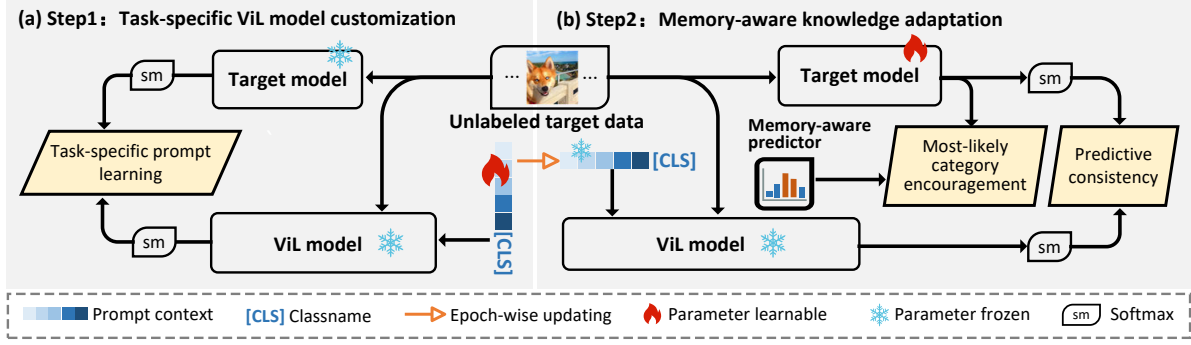 (a) Step1：Task-specific ViL model customization
(b) Step2：Memory-aware knowledge adaptation
sm
Target model
...
...
Target model
sm
Unlabeled target data
Task-specific prompt
learning
[CLS]
Memory-aware
predictor
Most-likely
category
encouragement
Predictive
consistency
sm
ViL model
[CLS]
ViL model
sm
Prompt context
[CLS] Classname
Epoch-wise updating
Parameter learnable
Parameter frozen
sm Softmax